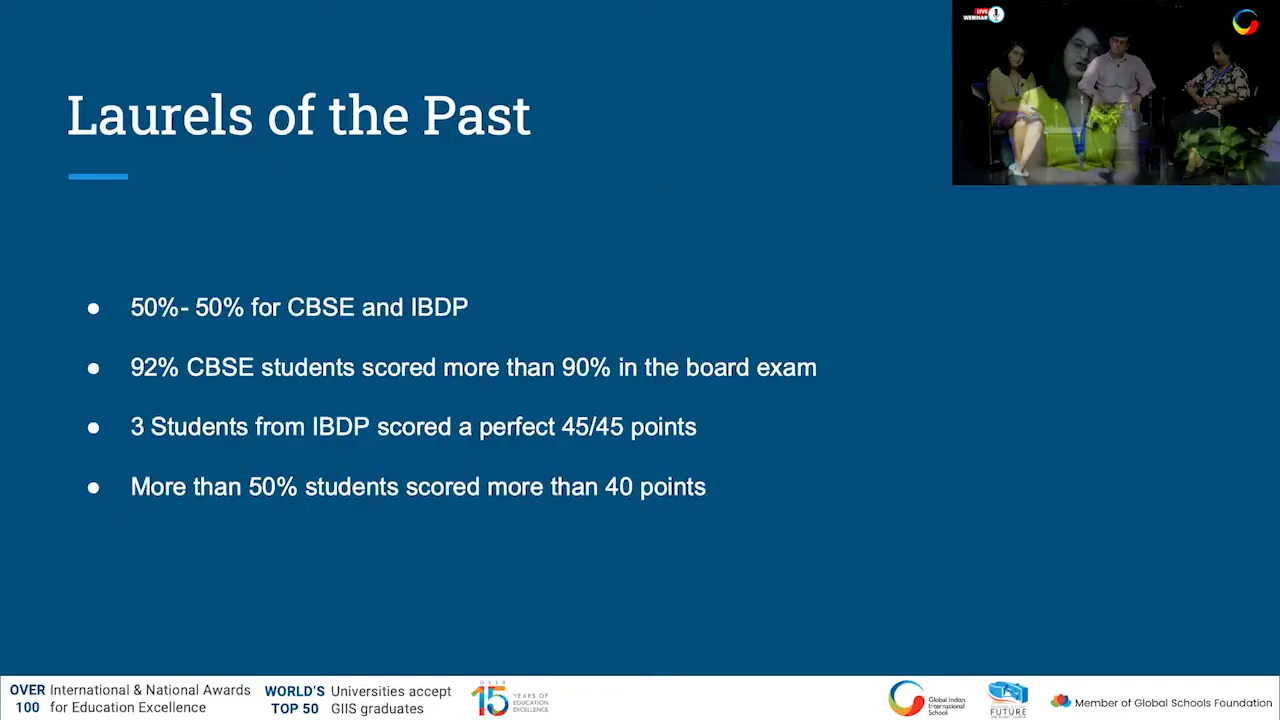 LIVE
WEBINAR
Laurels of the Past
50%- 50% for CBSE and IBDP
92% CBSE students scored more than 90% in the board exam
3 Students from IBDP scored a perfect 45/45 points
More than 50% students scored more than 40 points
OVER 100 International & National Awards
for Education Excellence
WORLD'S TOP 50 Universities accept
GIIS graduates
OVER
15 YEARS OF
EDUCATION
EXCELLENCE
Global Indian
International
School
FUTURE
Member of Global Schools Foundation